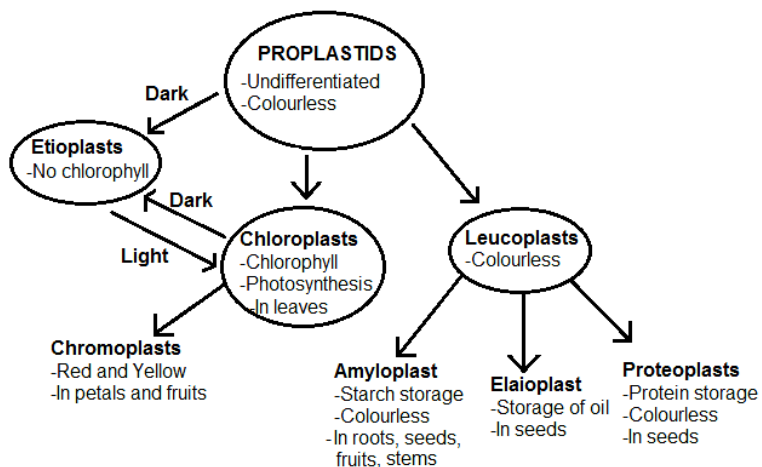 PROPLASTIDS
-Undifferentiated
-Colourless
Dark
Etioplasts
-No chlorophyll
Dark
Light
Chloroplasts
-Chlorophyll
-Photosynthesis
-In leaves
Leucoplasts
-Colourless
Chromoplasts
-Red and Yellow
-In petals and fruits
Amyloplast
-Starch storage
-Colourless
-In roots, seeds,
fruits, stems
Elaioplast
-Storage of oil
-In seeds
Proteoplasts
-Protein storage
-Colourless
-In seeds